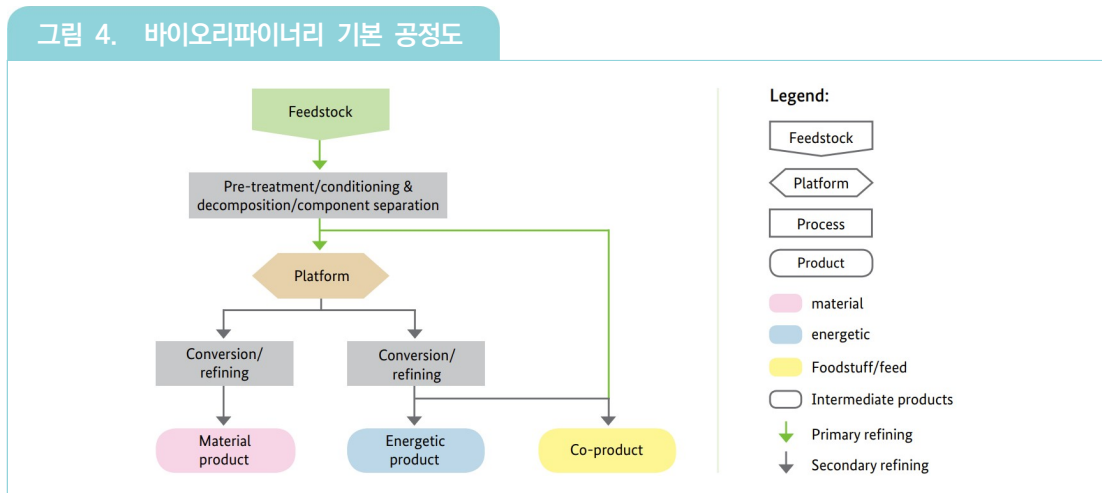 그림 4. 바이오리파이너리 기본 공정도
Feedstock
Pre-treatment/conditioning &
decomposition/component separation
Platform
Conversion/
refining
Conversion/
refining
Material
product
Energetic
product
Co-product
Legend:
Feedstock
Platform
Process
Product
material
energetic
Foodstuff/feed
Intermediate products
Primary refining
Secondary refining